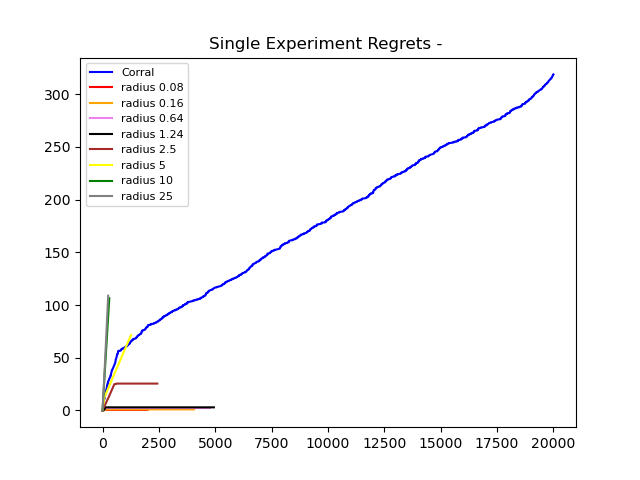 Single Experiment Regrets -
Corral
radius 0.08
radius 0.16
radius 0.64
radius 1.24
radius 2.5
radius 5
radius 10
radius 25
300
250
200
150
100
50
0
0 2500 5000 7500 10000 12500 15000 17500 20000